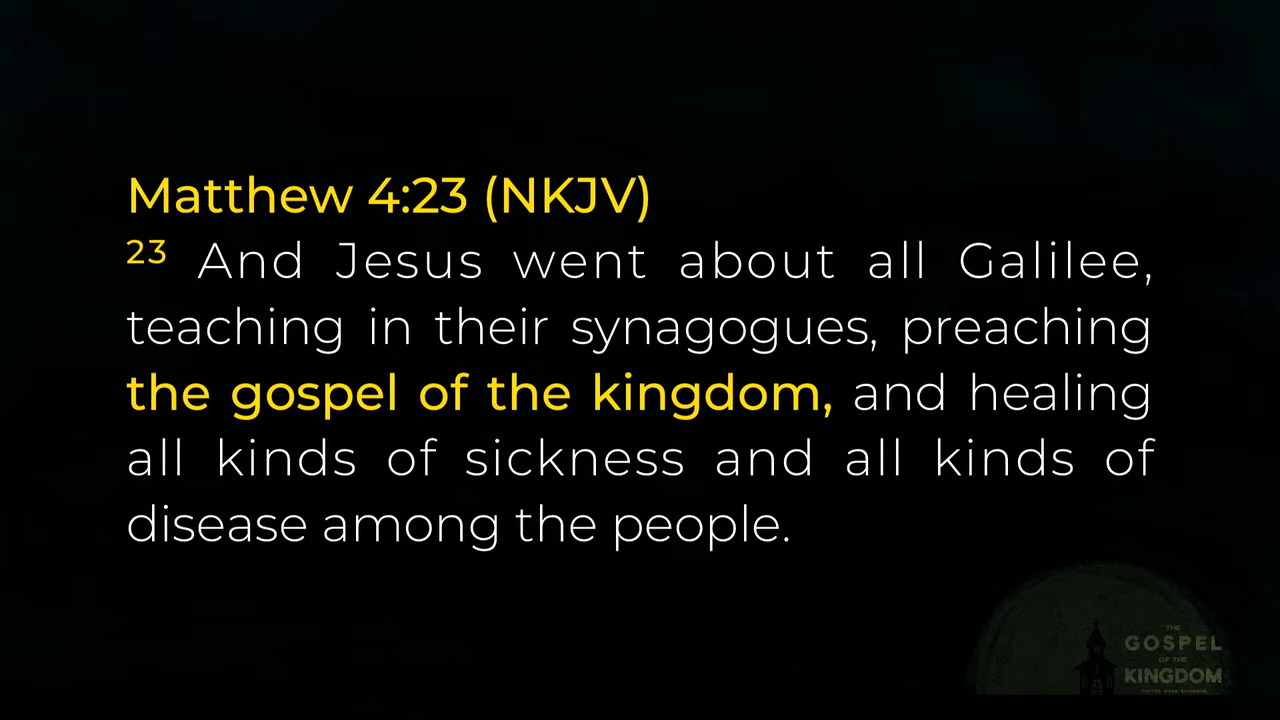 Matthew 4:23 (NKJV)
23 And Jesus went about all Galilee,
teaching in their synagogues, preaching
the gospel of the kingdom, and healing
all kinds of sickness and all kinds of
disease among the people.
THE
GOSPEL
OF THE
KINGDOM